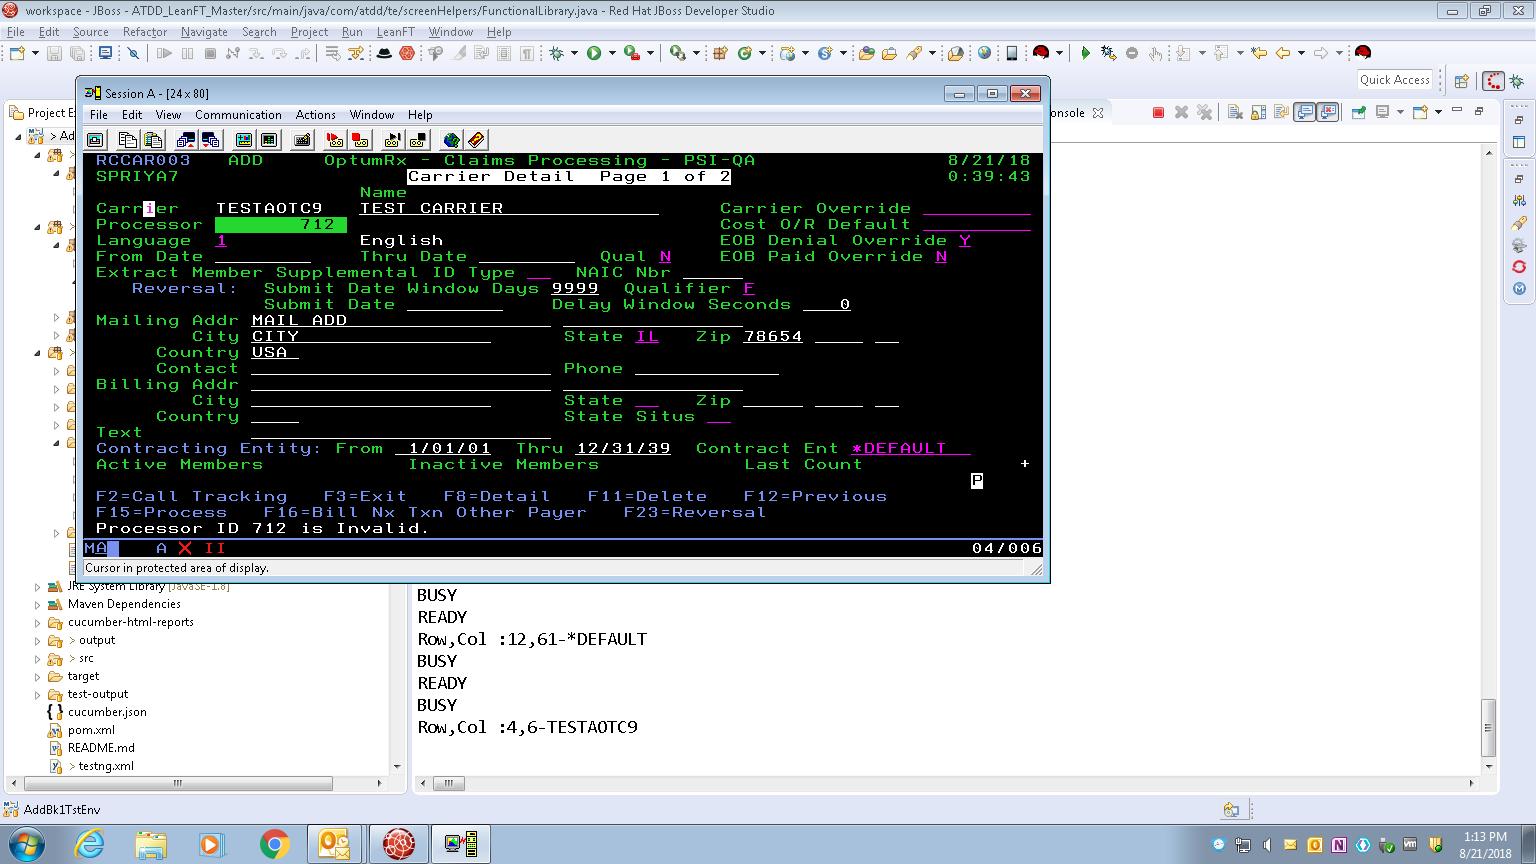 workspace - JBoss - ATDD_LeanFT_Master/src/main/java/com/atdd/te/screenHelpers/FunctionalLibrary.java - Red Hat JBoss Developer Studio
File Edit Source Refactor Navigate Search Project Run LeanFT Window Help
Quick Access
Session A - [24 x 80]
Project E
onsole
File Edit View Communication Actions Window Help
> Ad
RCCAR003 ADD OptumRx - Claims Processing - PSI-QA 8/21/18
SPRIYA7 Carrier Detail Page 1 of 2 0:39:43
Name
Carrier TESTAOTC9 TEST CARRIER Carrier Override
Processor 712 Cost O/R Default
Language 1 English EOB Denial Override Y
From Date Thru Date Qual N EOB Paid Override N
Extract Member Supplemental ID Type NAIC Nbr
Reversal: Submit Date Window Days 9999 Qualifier F
Submit Date Delay Window Seconds 0
Mailing Addr MAIL ADD
City CITY State IL Zip 78654
Country USA
Contact Phone
Billing Addr
City State Zip
Country State Situs
Text
Contracting Entity: From 1/01/01 Thru 12/31/39 Contract Ent *DEFAULT
Active Members Inactive Members Last Count +
P
F2=Call Tracking F3=Exit F8=Detail F11=Delete F12=Previous
F15=Process F16=Bill Nx Txn Other Payer F23=Reversal
Processor ID 712 is Invalid.
MA A X II 04/006
Cursor in protected area of display.
JRE System Library [JavaSE-1.8]
Maven Dependencies
cucumber-html-reports
> output
> src
target
test-output
cucumber.json
pom.xml
README.md
> testng.xml
BUSY
READY
Row,Col :12,61-*DEFAULT
BUSY
READY
BUSY
Row,Col :4,6-TESTAOTC9
AddBk1TstEnv
1:13 PM
8/21/2018